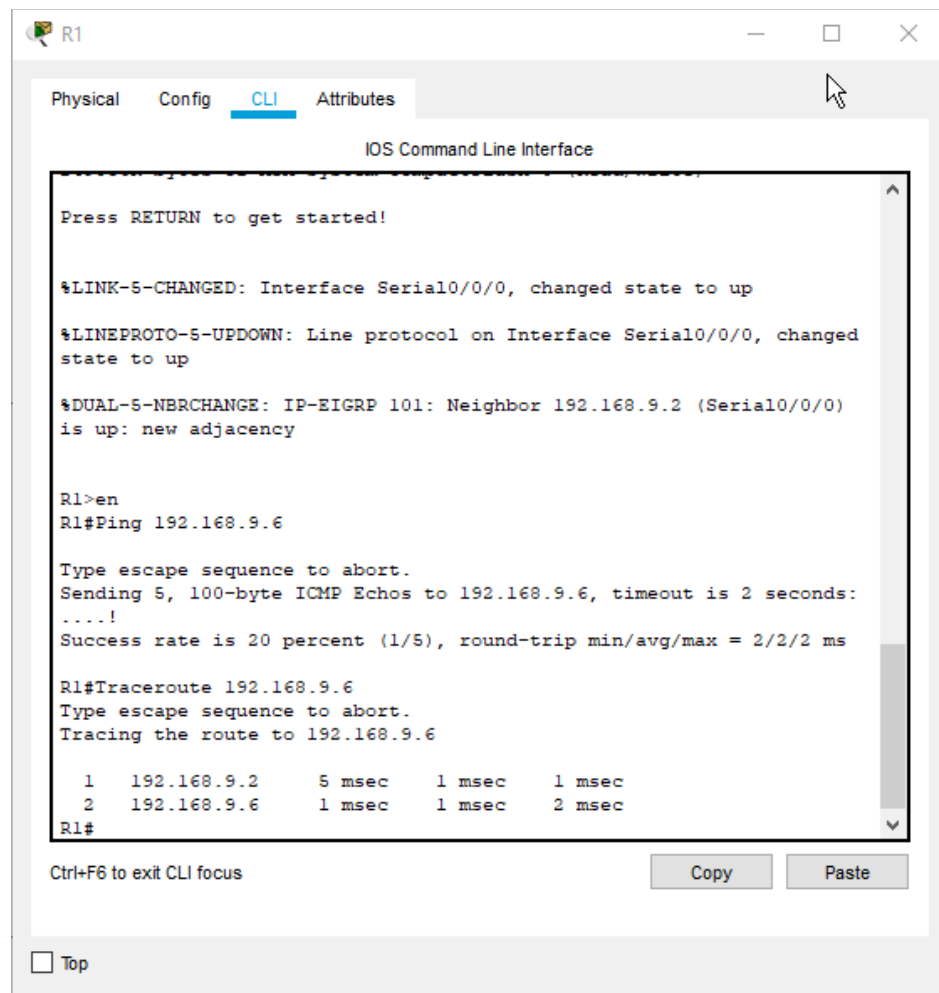 R1
Physical Config CLI Attributes
IOS Command Line Interface
Press RETURN to get started!
%LINK-5-CHANGED: Interface Serial0/0/0, changed state to up
%LINEPROTO-5-UPDOWN: Line protocol on Interface Serial0/0/0, changed
state to up
%DUAL-5-NBRCHANGE: IP-EIGRP 101: Neighbor 192.168.9.2 (Serial0/0/0)
is up: new adjacency
R1>en
R1#Ping 192.168.9.6
Type escape sequence to abort.
Sending 5, 100-byte ICMP Echos to 192.168.9.6, timeout is 2 seconds:
....!
Success rate is 20 percent (1/5), round-trip min/avg/max = 2/2/2 ms
R1#Traceroute 192.168.9.6
Type escape sequence to abort.
Tracing the route to 192.168.9.6
1 192.168.9.2 5 msec 1 msec 1 msec
2 192.168.9.6 1 msec 1 msec 2 msec
R1#
Ctrl+F6 to exit CLI focus
Copy Paste
Top